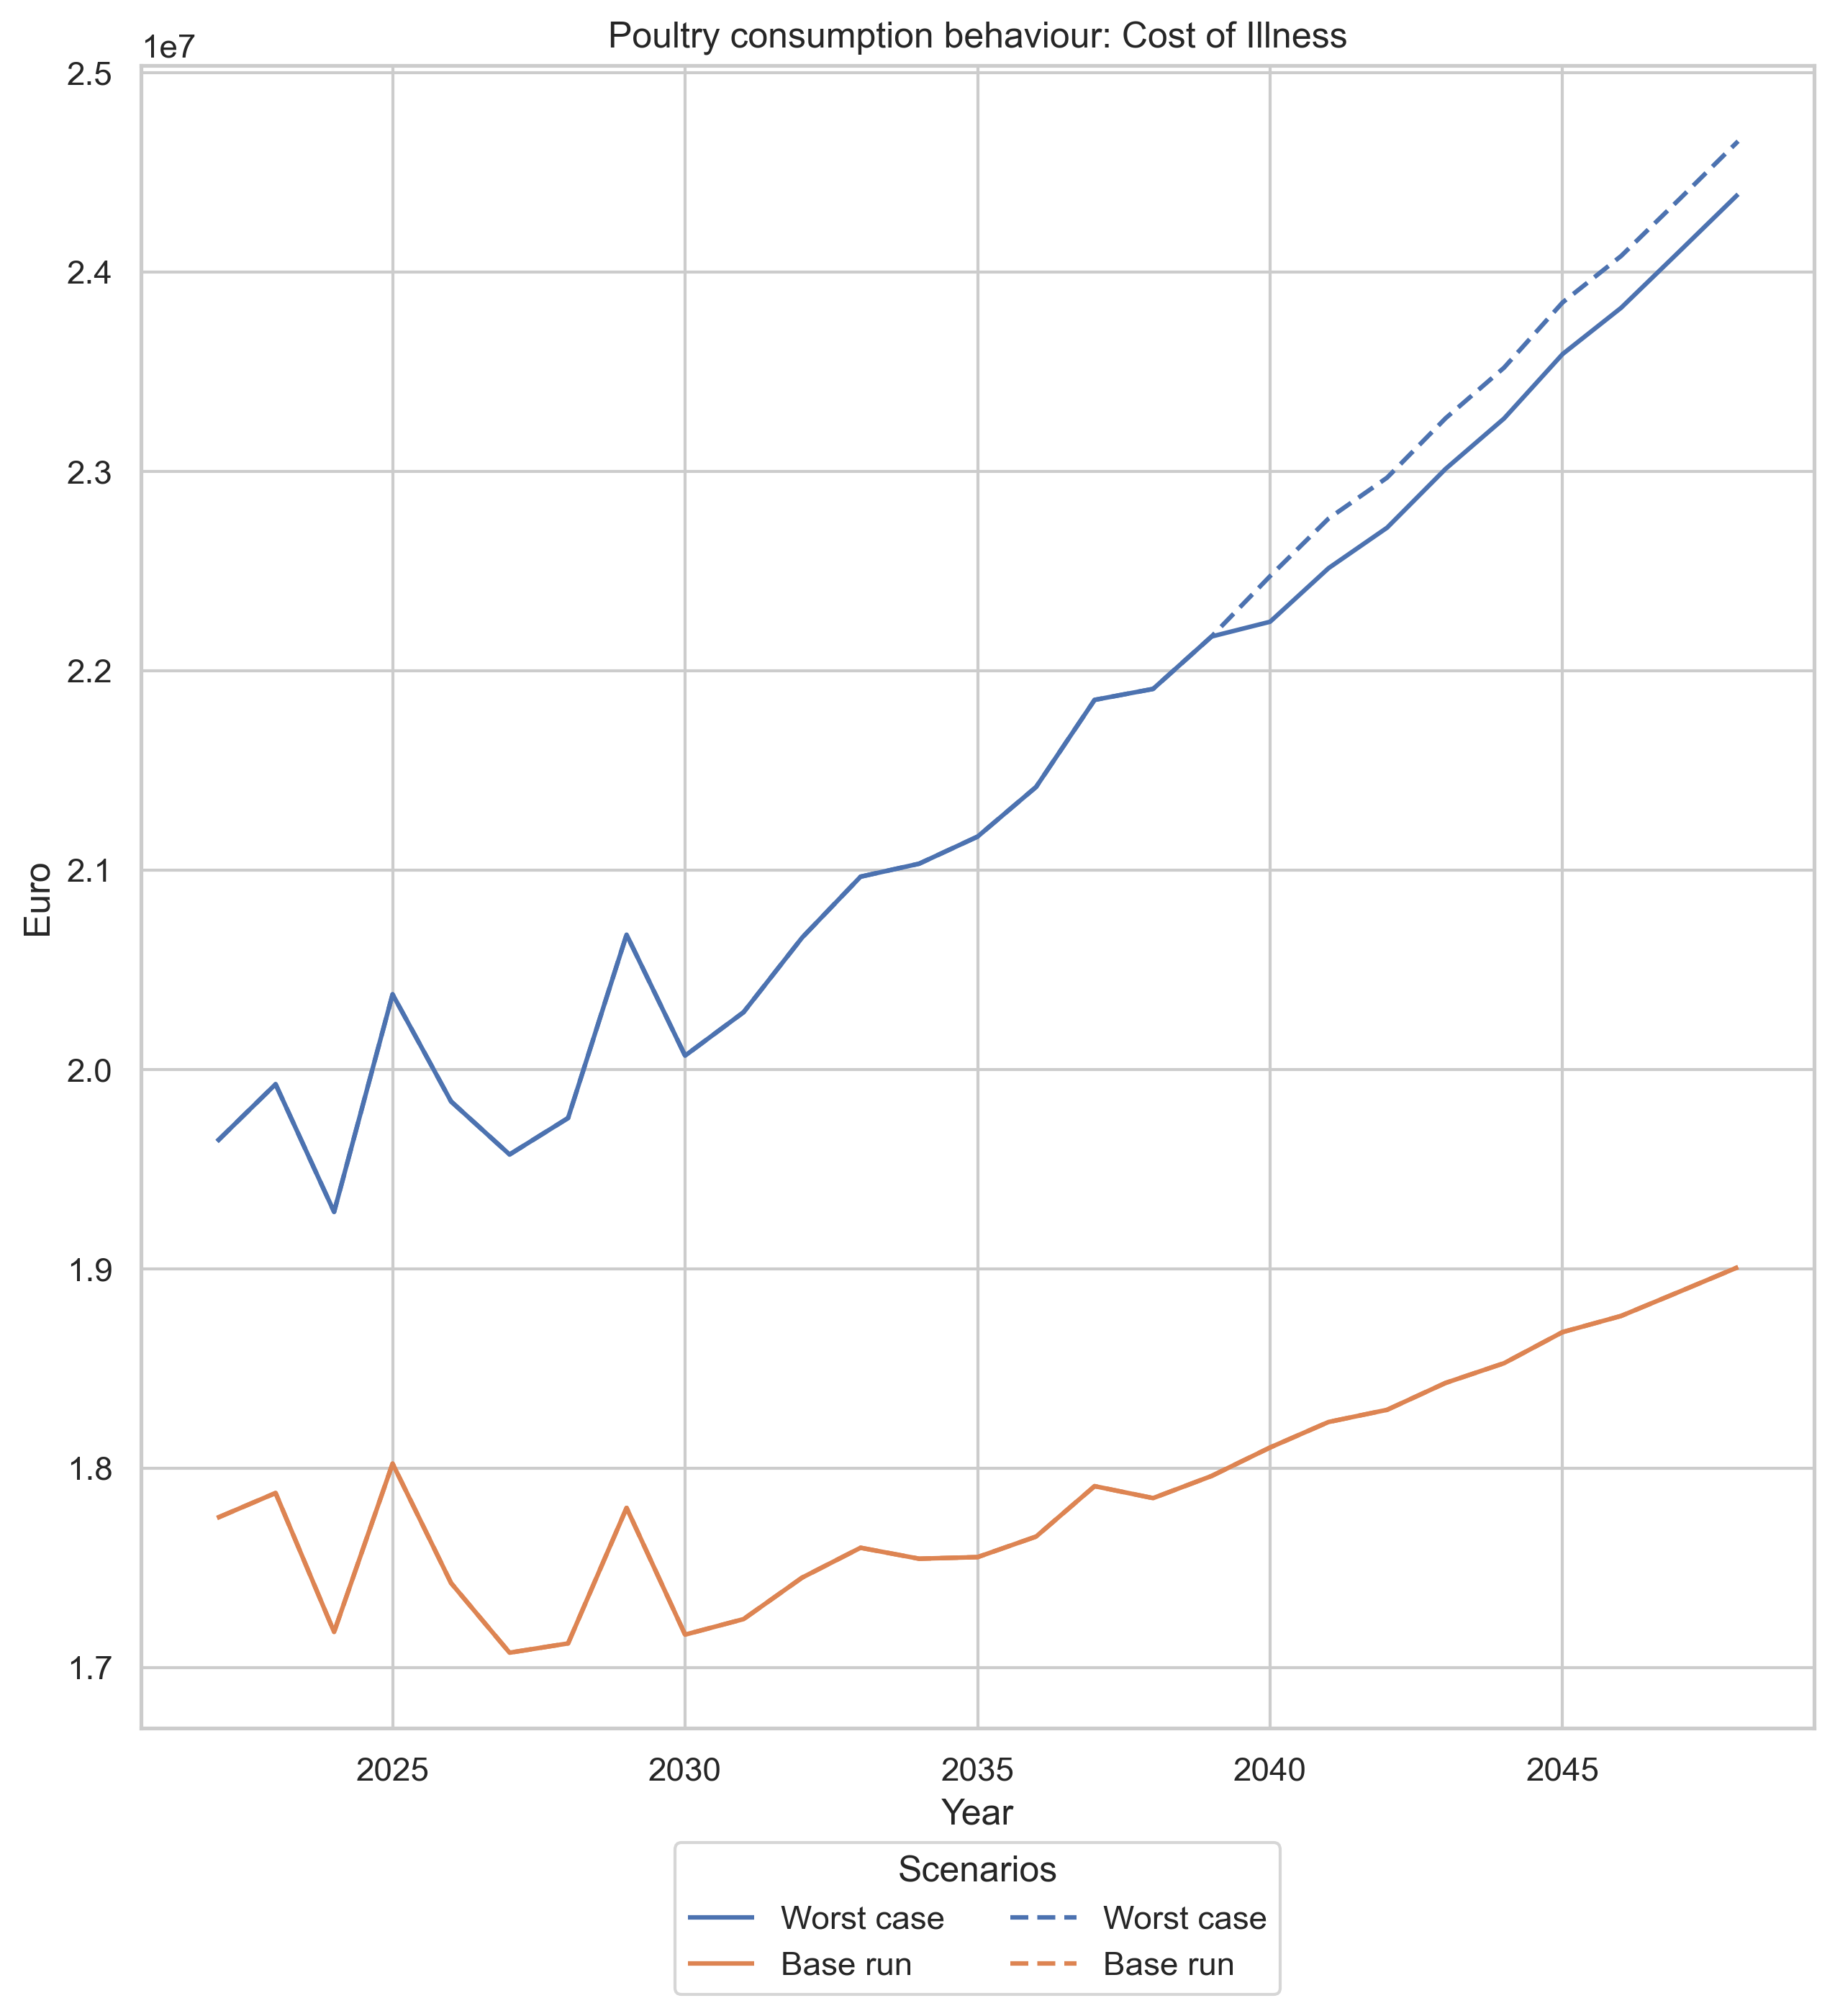 Poultry consumption behaviour: Cost of Illness
1e7
2.5
2.4
2.3
2.2
2.1
2.0
1.9
1.8
1.7
Euro
2025 2030 2035 2040 2045
Year
Scenarios
Worst case Worst case
Base run Base run